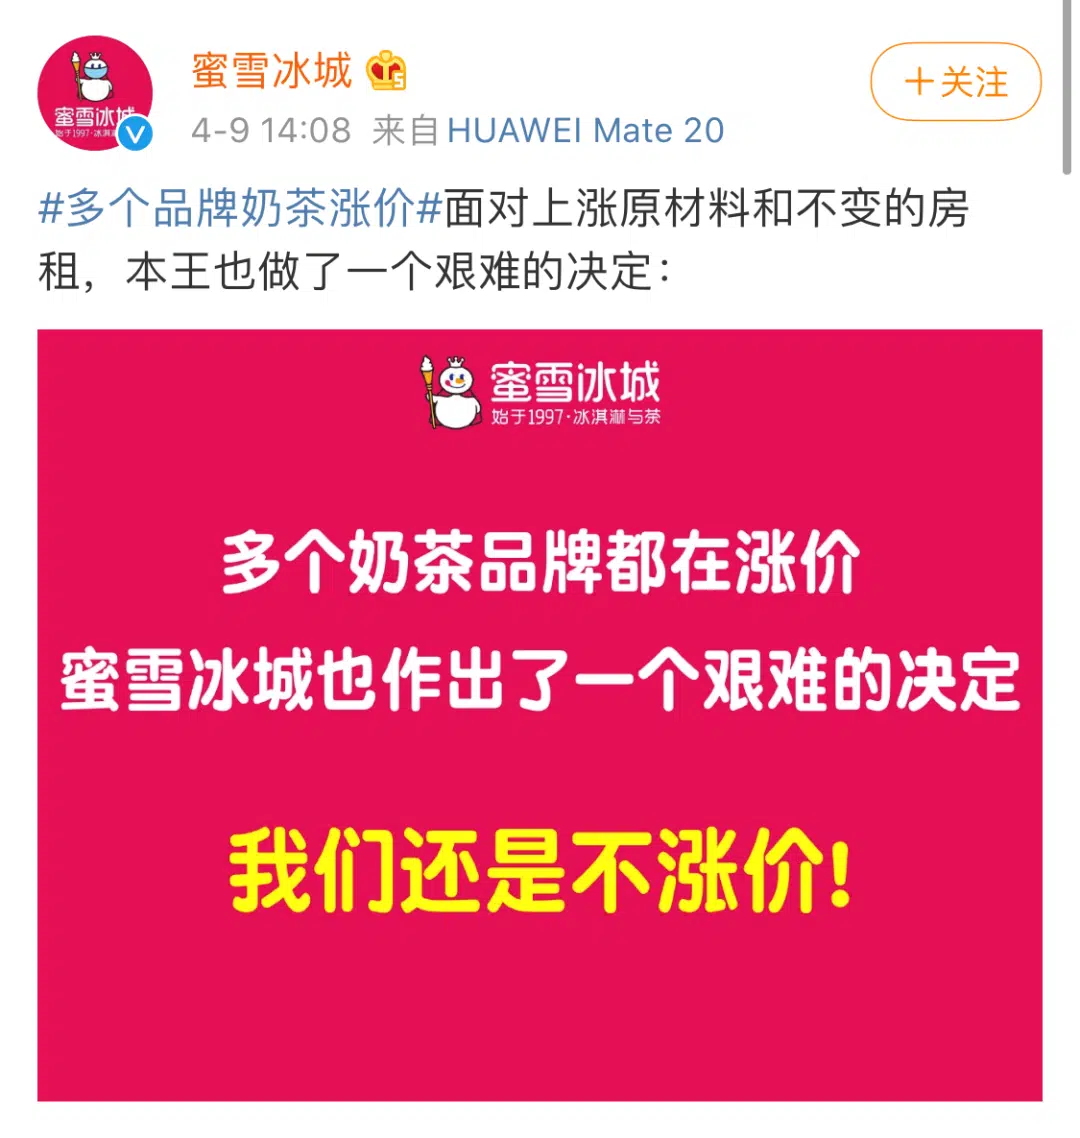 蜜雪冰城
始于1997·冰淇淋
蜜雪冰城
4-9 14:08 来自 HUAWEI Mate 20
+关注
#多个品牌奶茶涨价#面对上涨原材料和不变的房
租，本王也做了一个艰难的决定：
蜜雪冰城
始于1997·冰淇淋与茶
多个奶茶品牌都在涨价
蜜雪冰城也作出了一个艰难的决定
我们还是不涨价!